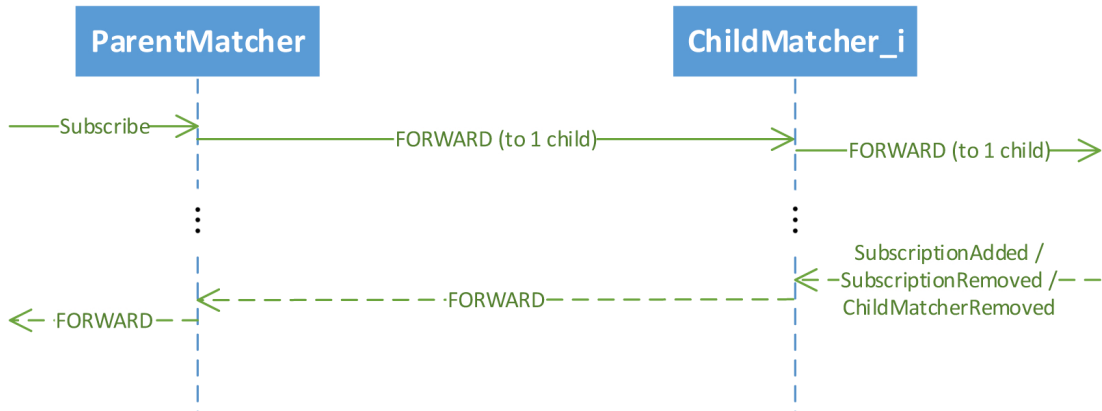 ParentMatcher
ChildMatcher_i
Subscribe
FORWARD (to 1 child)
FORWARD (to 1 child)
SubscriptionAdded /
SubscriptionRemoved /
ChildMatcherRemoved
FORWARD
FORWARD